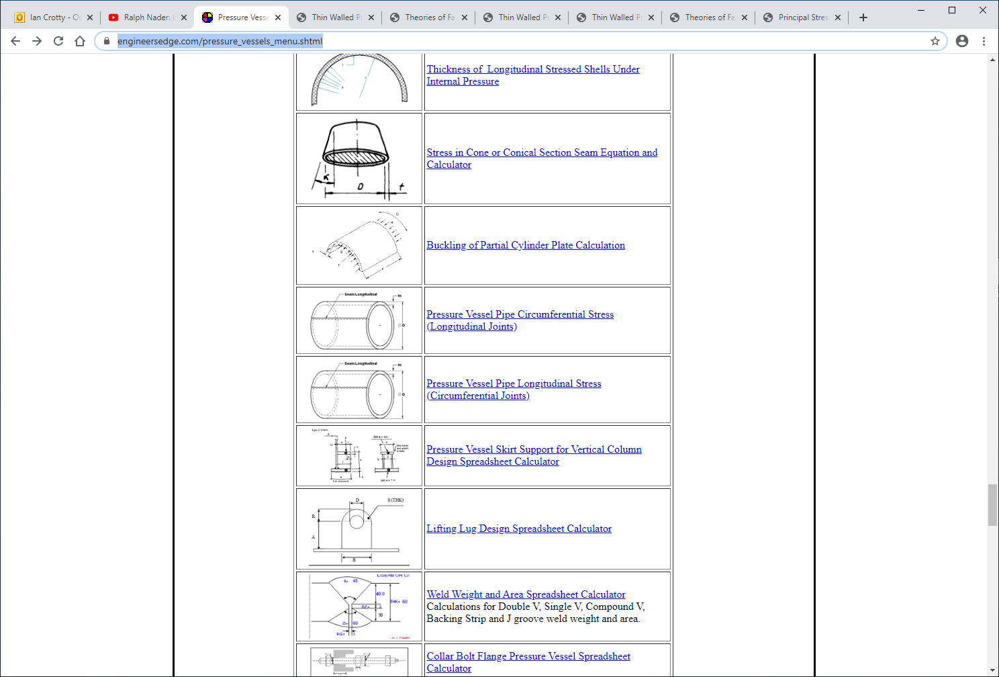 Ian Crotty - Ou
Ralph Nader: U
Pressure Vesse
Thin Walled Pr
Theories of Fa
Thin Walled Pr
Thin Walled Pr
Theories of Fa
Principal Stres
engineersedge.com/pressure_vessels_menu.shtml
Thickness of Longitudinal Stressed Shells Under
Internal Pressure
D
t
Stress in Cone or Conical Section Seam Equation and
Calculator
Buckling of Partial Cylinder Plate Calculation
Seam Longitudinal
tn
D
Pressure Vessel Pipe Circumferential Stress
(Longitudinal Joints)
Seam Longitudinal
tn
D
Pressure Vessel Pipe Longitudinal Stress
(Circumferential Joints)
Pressure Vessel Skirt Support for Vertical Column
Design Spreadsheet Calculator
D
S (THK)
R
A
B
Lifting Lug Design Spreadsheet Calculator
45
40.0
THK= 60
R.F.=
18
60
R.G.=
3
Weld Weight and Area Spreadsheet Calculator
Calculations for Double V, Single V, Compound V,
Backing Strip and J groove weld weight and area.
Collar Bolt Flange Pressure Vessel Spreadsheet
Calculator